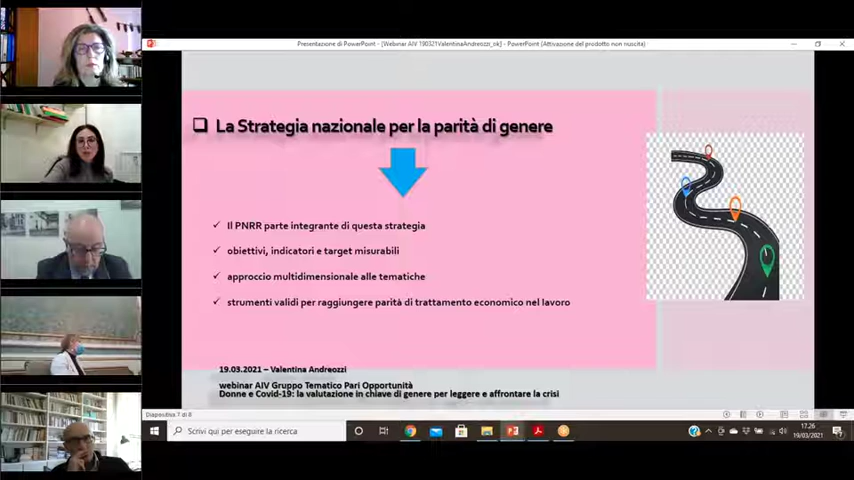 Presentazione di PowerPoint - [Webinar AIV 190321ValentinaAndreozzi_ok] - PowerPoint (Attivazione del prodotto non riuscita)
La Strategia nazionale per la parità di genere
Il PNRR parte integrante di questa strategia
obiettivi, indicatori e target misurabili
approccio multidimensionale alle tematiche
strumenti validi per raggiungere parità di trattamento economico nel lavoro
19.03.2021 – Valentina Andreozzi
webinar AIV Gruppo Tematico Pari Opportunità
Donne e Covid-19: la valutazione in chiave di genere per leggere e affrontare la crisi
Diapositiva 7 di 8
Scrivi qui per eseguire la ricerca
17.26
19/03/2021